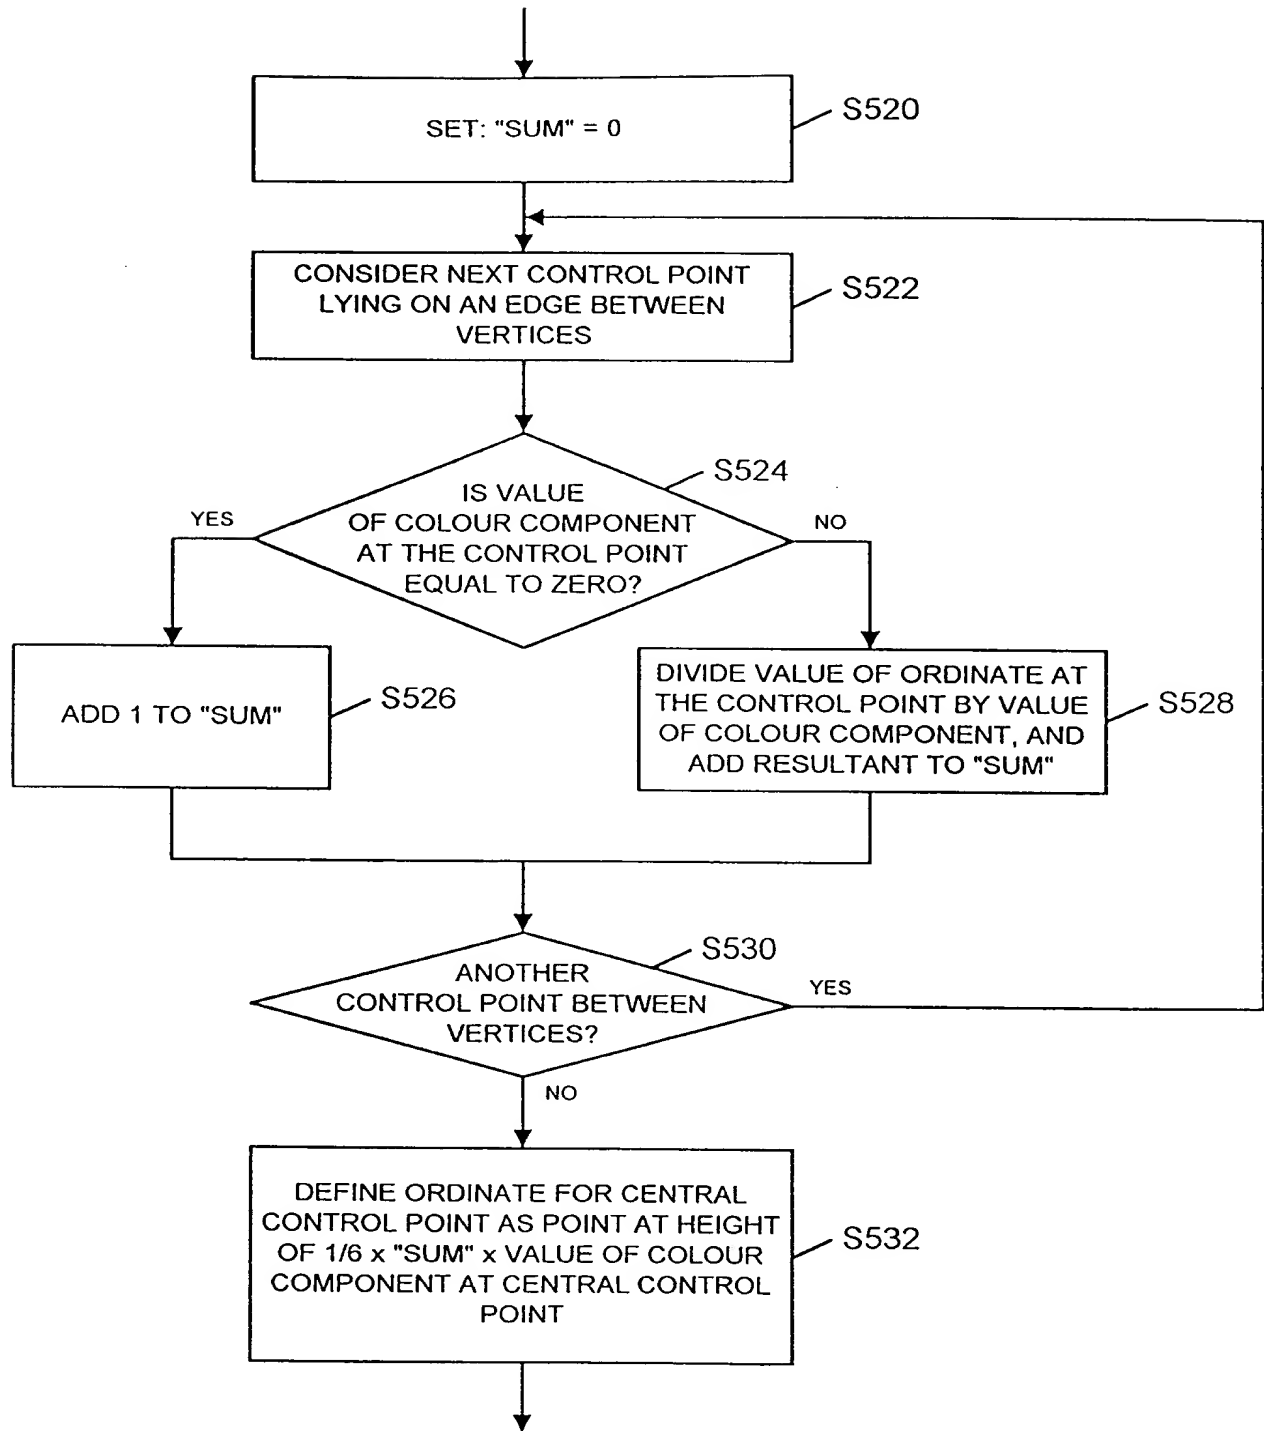 SET: "SUM" = 0
S520
CONSIDER NEXT CONTROL POINT
LYING ON AN EDGE BETWEEN
VERTICES
S522
S524
IS VALUE
OF COLOUR COMPONENT
AT THE CONTROL POINT
EQUAL TO ZERO?
YES
NO
ADD 1 TO "SUM"
S526
DIVIDE VALUE OF ORDINATE AT
THE CONTROL POINT BY VALUE
OF COLOUR COMPONENT, AND
ADD RESULTANT TO "SUM"
S528
S530
ANOTHER
CONTROL POINT BETWEEN
VERTICES?
YES
NO
DEFINE ORDINATE FOR CENTRAL
CONTROL POINT AS POINT AT HEIGHT
OF 1/6 x "SUM" x VALUE OF COLOUR
COMPONENT AT CENTRAL CONTROL
POINT
S532